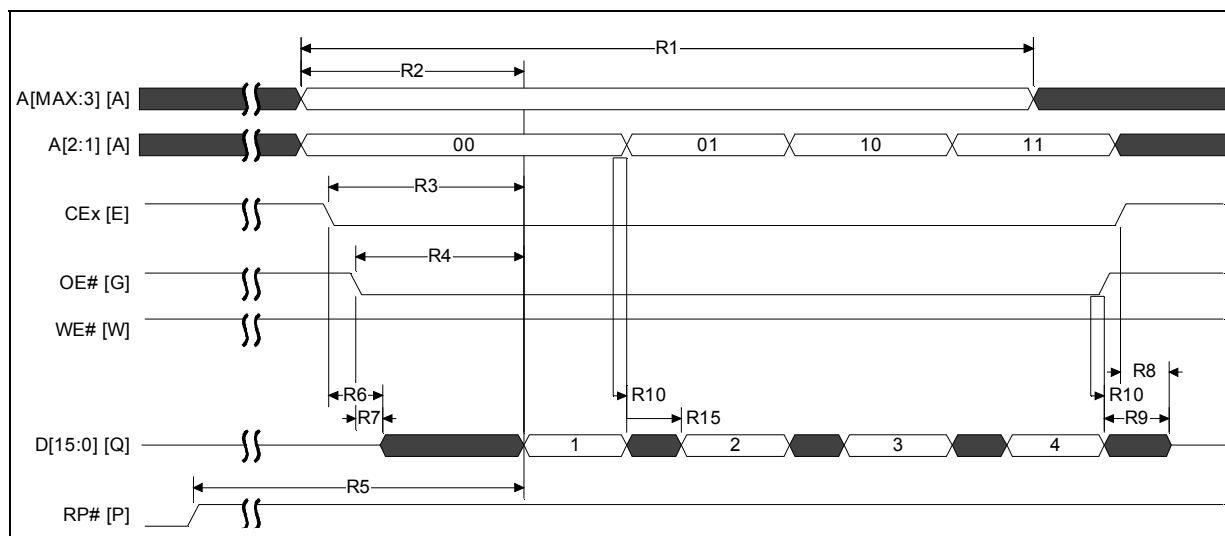 R1
R2
A[MAX:3] [A]
A[2:1] [A]
00 01 10 11
R3
CEx [E]
R4
OE# [G]
WE# [W]
R8
R6 R10 R10
R7 R15 R9
D[15:0] [Q]
1 2 3 4
R5
RP# [P]